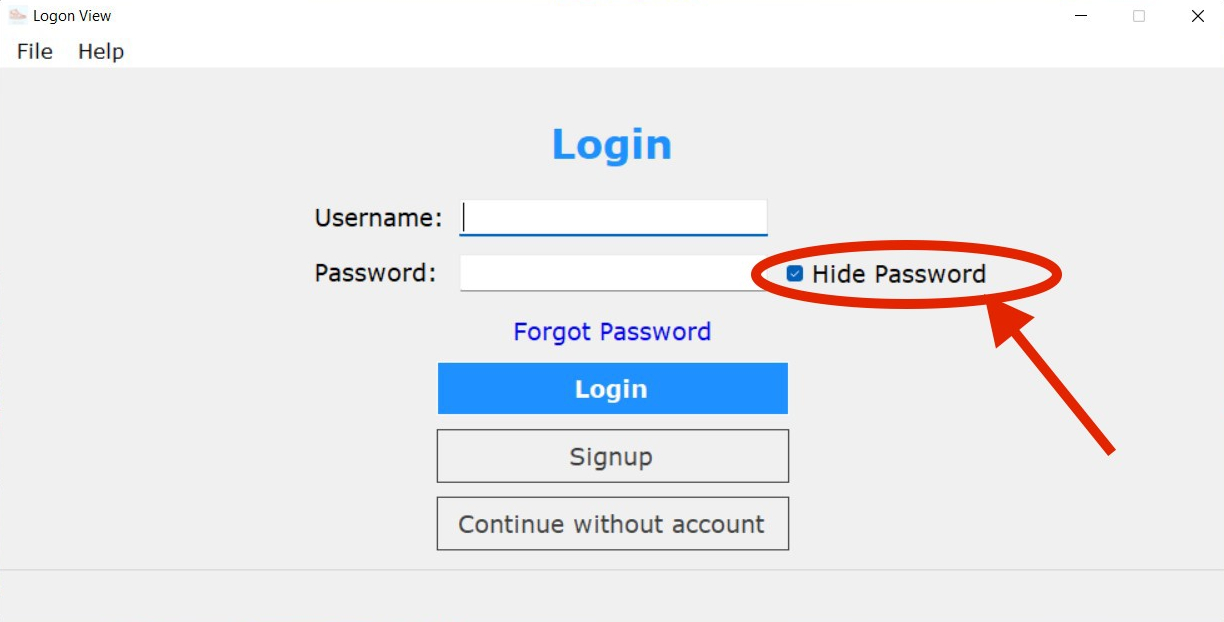 Logon View
File Help
Login
Username:
Password: Hide Password
Forgot Password
Login
Signup
Continue without account